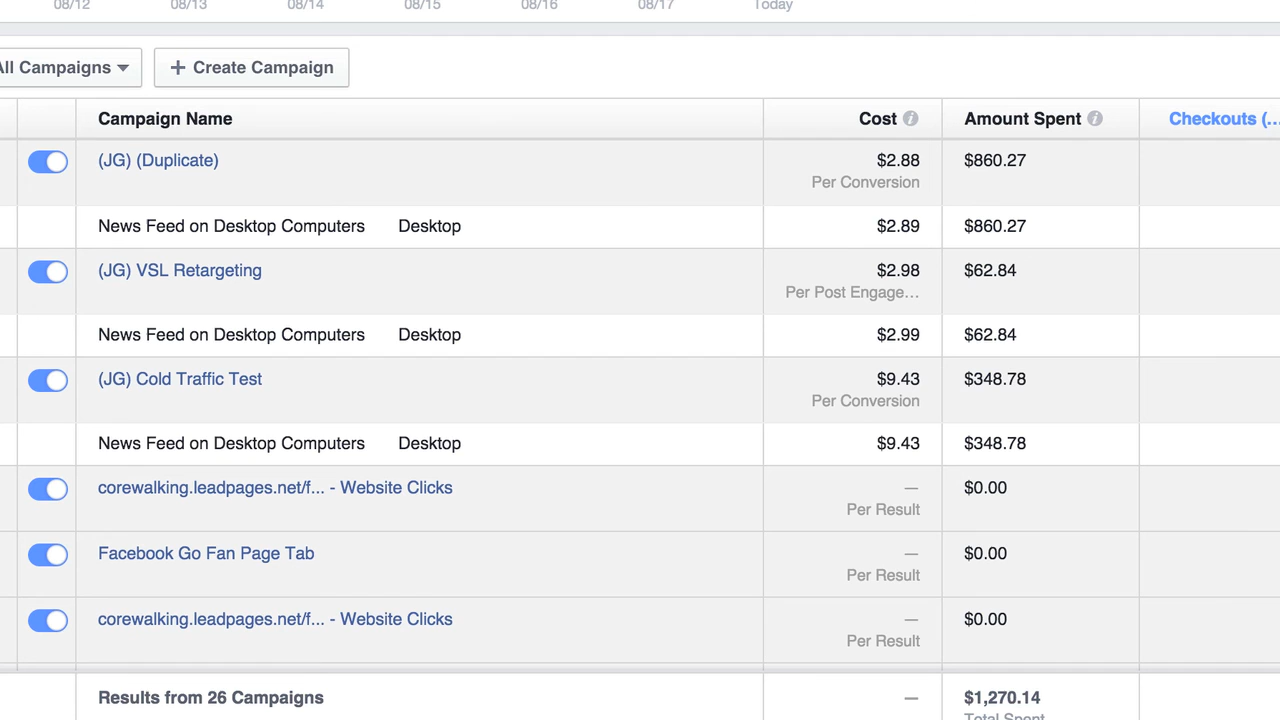 08/12 08/13 08/14 08/15 08/16 08/17 Today
All Campaigns + Create Campaign
Campaign Name Cost Amount Spent Checkouts (...
(JG) (Duplicate) $2.88 $860.27
Per Conversion
News Feed on Desktop Computers Desktop $2.89 $860.27
(JG) VSL Retargeting $2.98 $62.84
Per Post Engage...
News Feed on Desktop Computers Desktop $2.99 $62.84
(JG) Cold Traffic Test $9.43 $348.78
Per Conversion
News Feed on Desktop Computers Desktop $9.43 $348.78
corewalking.leadpages.net/f... - Website Clicks — $0.00
Per Result
Facebook Go Fan Page Tab — $0.00
Per Result
corewalking.leadpages.net/f... - Website Clicks — $0.00
Per Result
Results from 26 Campaigns — $1,270.14
Total Spent